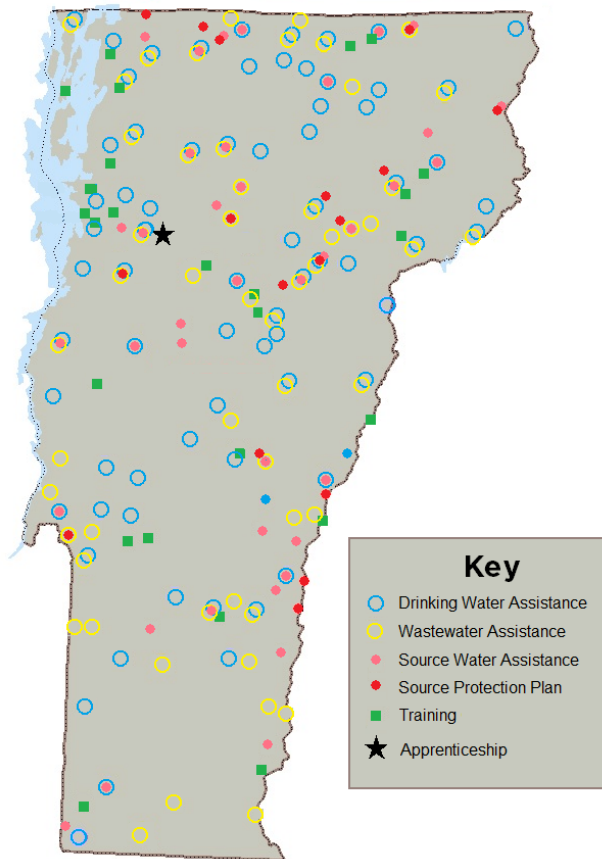 Key
Drinking Water Assistance
Wastewater Assistance
Source Water Assistance
Source Protection Plan
Training
Apprenticeship